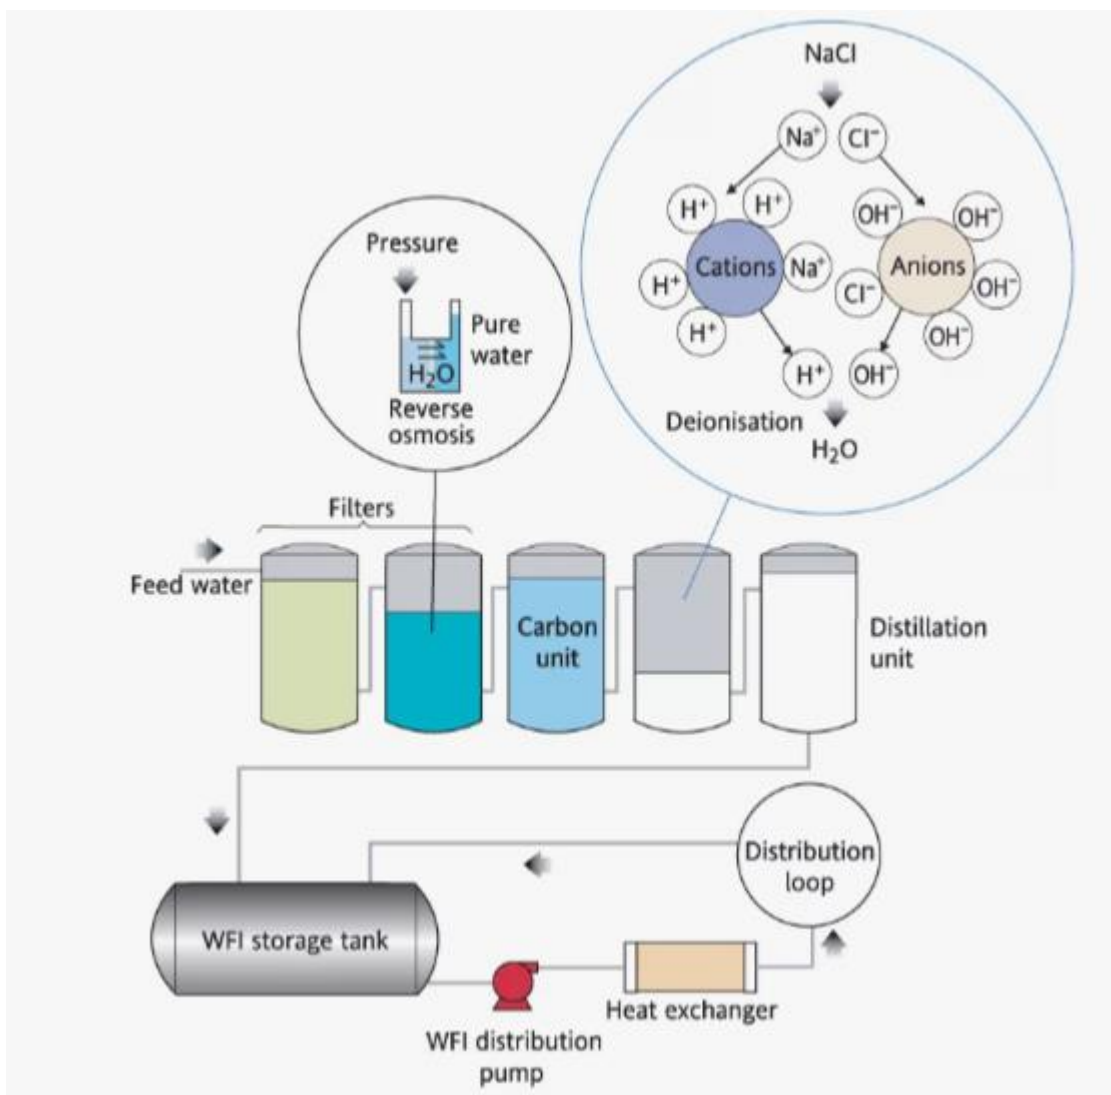 NaCl
Na⁺ Cl⁻
H⁺ H⁺ OH⁻ OH⁻
Cations Na⁺ Anions
H⁺ Cl⁻ OH⁻
H⁺ OH⁻
H⁺ OH⁻
Deionisation
H₂O
Pressure
Pure
water
H₂O
Reverse
osmosis
Filters
Feed water
Carbon
unit
Distillation
unit
Distribution
loop
WFI storage tank
Heat exchanger
WFI distribution
pump